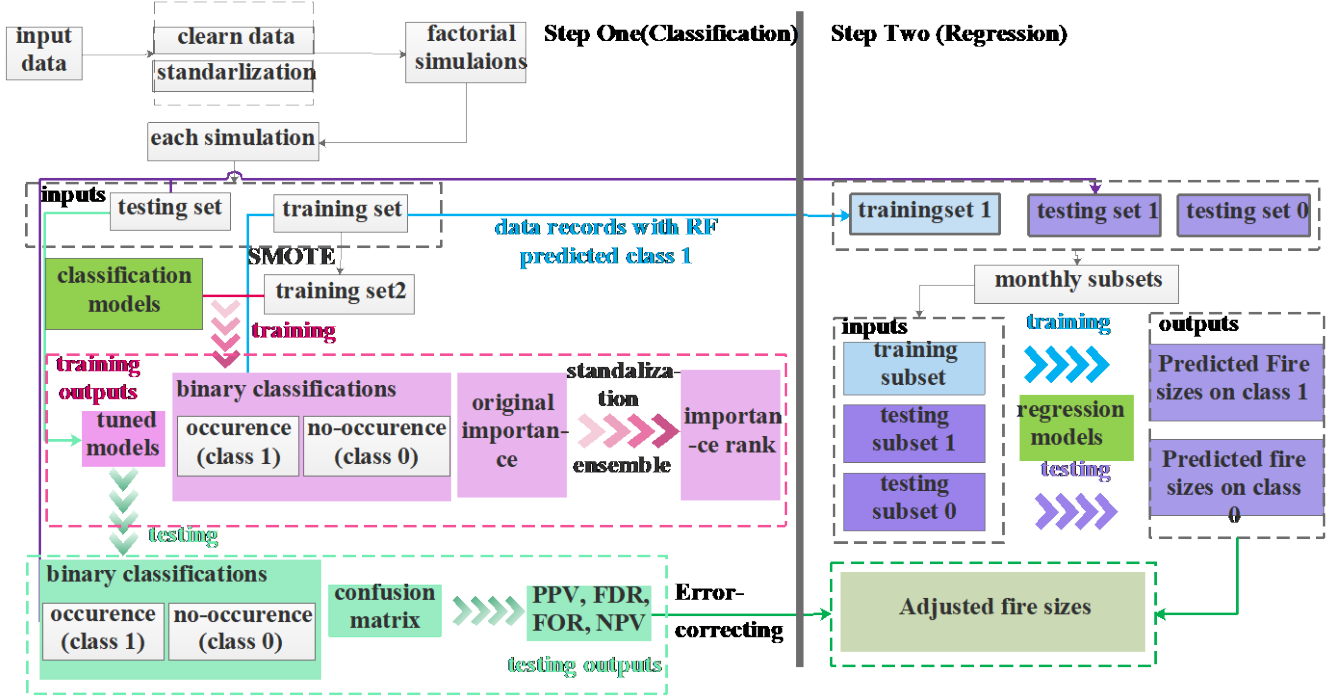 Step One(Classification)
Step Two (Regression)
input
data
clearn data
standarlization
factorial
simulaions
each simulation
inputs
testing set
training set
SMOTE
training set2
classification
models
training
data records with RF
predicted class 1
training
outputs
tuned
models
binary classifications
occurence
(class 1)
no-occurence
(class 0)
original
importan-
ce
standaliza-
tion
ensemble
importan
-ce rank
testing
binary classifications
occurence
(class 1)
no-occurence
(class 0)
confusion
matrix
PPV, FDR,
FOR, NPV
testing outputs
Error-
correcting
trainingset 1
testing set 1
testing set 0
monthly subsets
inputs
training
subset
testing
subset 1
testing
subset 0
training
regression
models
testing
outputs
Predicted Fire
sizes on class 1
Predicted fire
sizes on class
0
Adjusted fire sizes